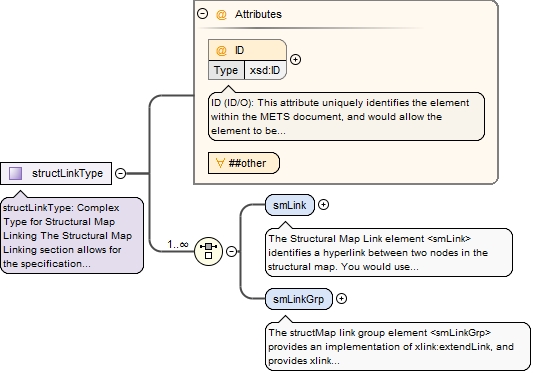 Attributes
ID
Type xsd:ID
ID (ID/O): This attribute uniquely identifies the element
within the METS document, and would allow the
element to be...
##other
structLinkType
structLinkType: Complex
Type for Structural Map
Linking The Structural Map
Linking section allows for
the specification...
1..∞
smLink
The Structural Map Link element <smLink>
identifies a hyperlink between two nodes in the
structural map. You would use...
smLinkGrp
The structMap link group element <smLinkGrp>
provides an implementation of xlink:extendLink, and
provides xlink...